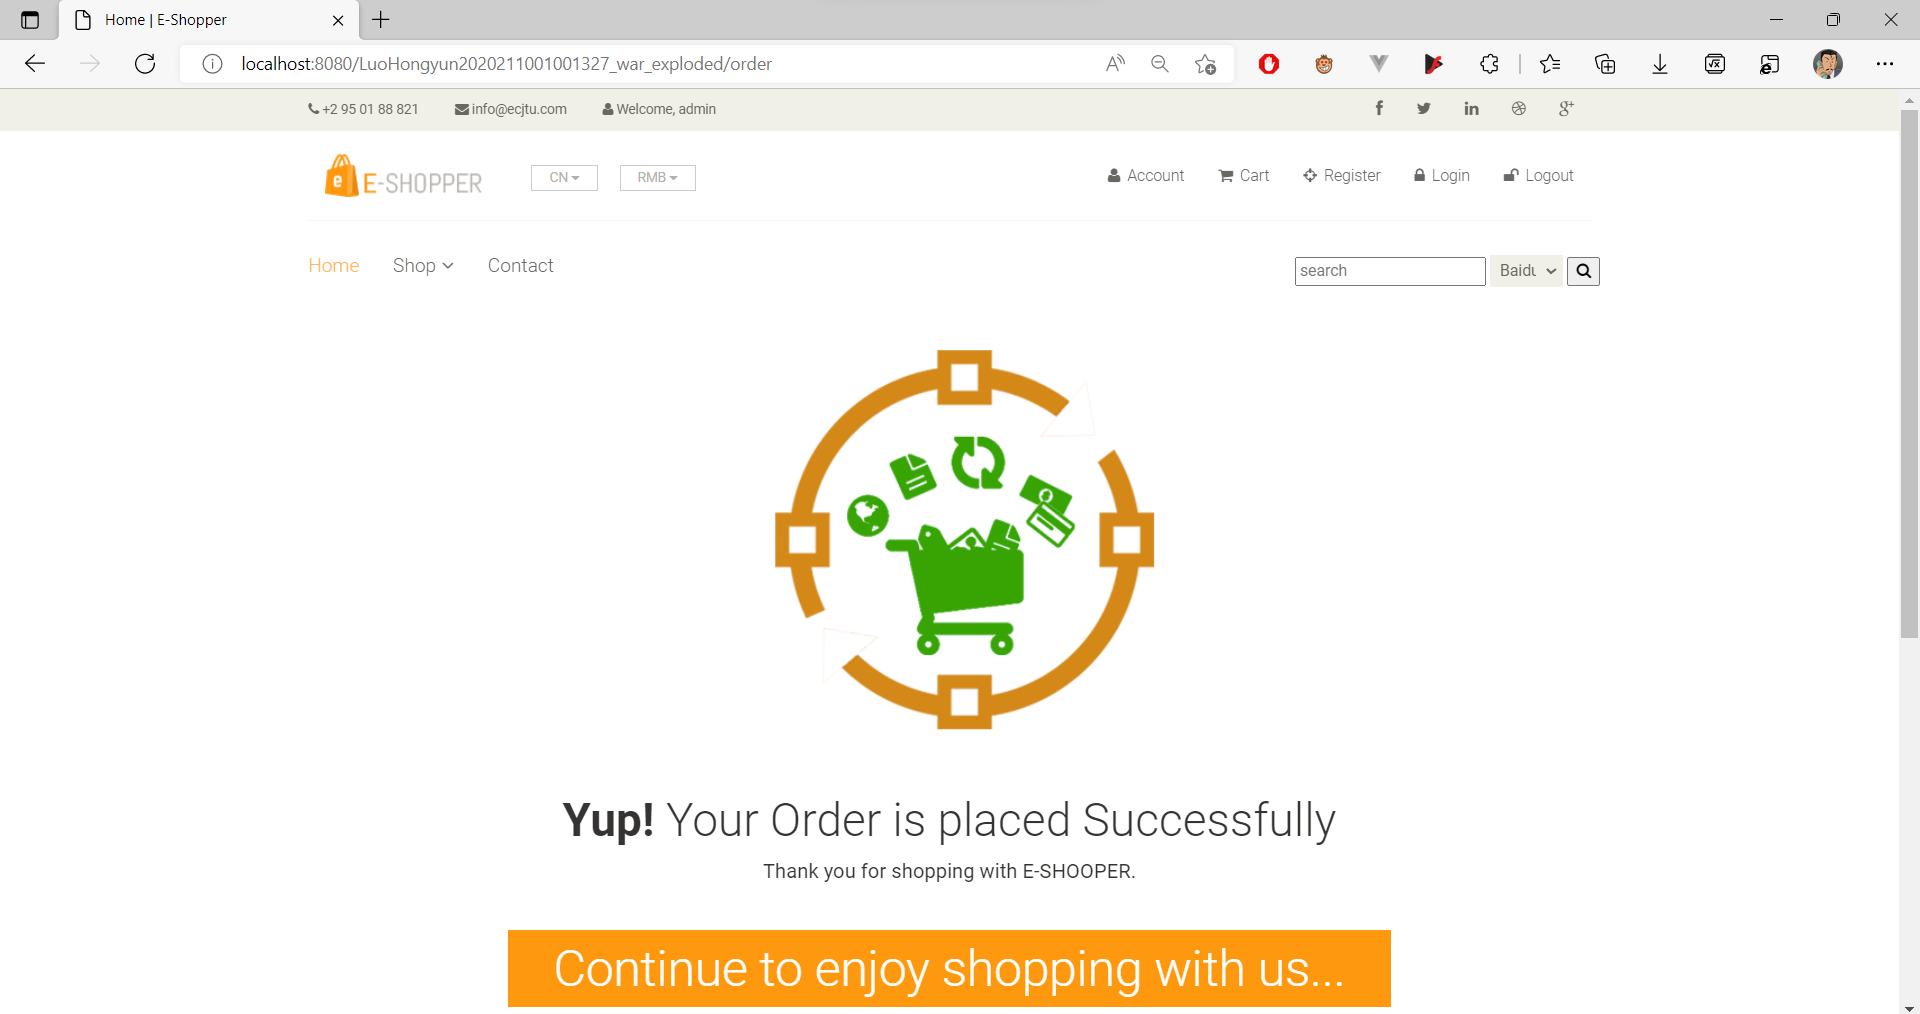 Home | E-Shopper
localhost:8080/LuoHongyun2020211001001327_war_exploded/order
+2 95 01 88 821 info@ecjtu.com Welcome, admin
E-SHOPPER CN RMB Account Cart Register Login Logout
Home Shop Contact search Baidu
Yup! Your Order is placed Successfully
Thank you for shopping with E-SHOOPER.
Continue to enjoy shopping with us...